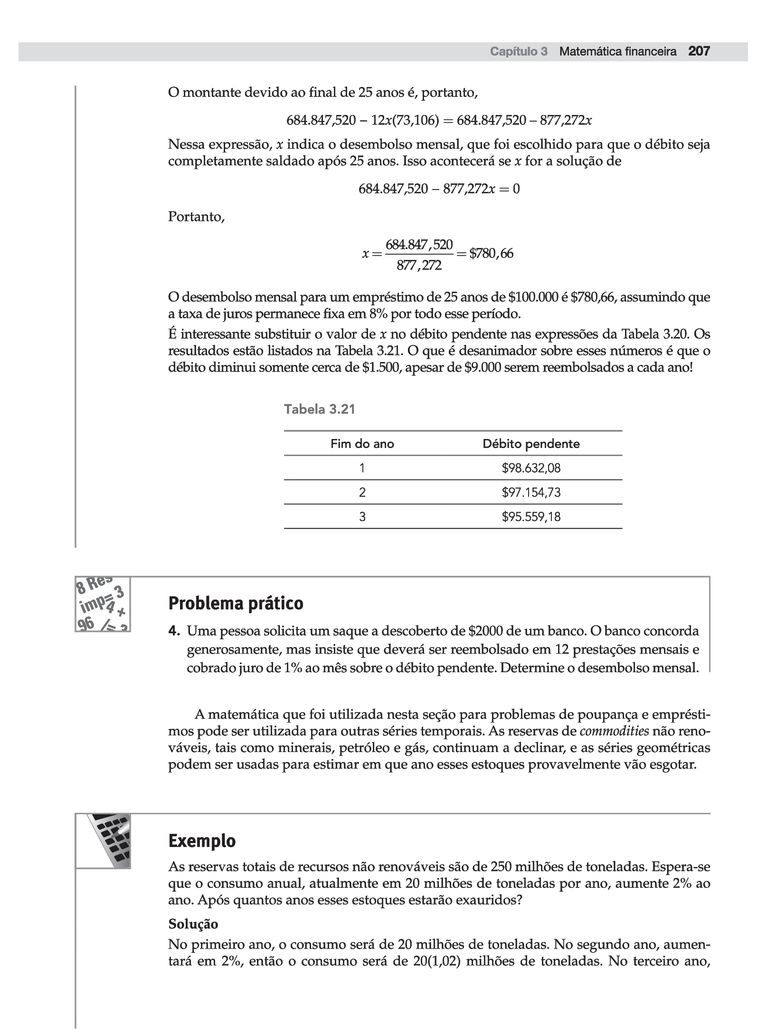 Capítulo 3 Matemática financeira 207
O montante devido ao final de 25 anos é, portanto,
684.847,520 – 12x(73,106) = 684.847,520 – 877,272x
Nessa expressão, x indica o desembolso mensal, que foi escolhido para que o débito seja
completamente saldado após 25 anos. Isso acontecerá se x for a solução de
684.847,520 – 877,272x = 0
Portanto,
x = 684.847,520 / 877,272 = $780,66
O desembolso mensal para um empréstimo de 25 anos de $100.000 é $780,66, assumindo que
a taxa de juros permanece fixa em 8% por todo esse período.
É interessante substituir o valor de x no débito pendente nas expressões da Tabela 3.20. Os
resultados estão listados na Tabela 3.21. O que é desanimador sobre esses números é que o
débito diminui somente cerca de $1.500, apesar de $9.000 serem reembolsados a cada ano!
Tabela 3.21
Fim do ano Débito pendente
1 $98.632,08
2 $97.154,73
3 $95.559,18
8 Res
imp= 3
4 +
96 /= 3
Problema prático
4. Uma pessoa solicita um saque a descoberto de $2000 de um banco. O banco concorda
generosamente, mas insiste que deverá ser reembolsado em 12 prestações mensais e
cobrado juro de 1% ao mês sobre o débito pendente. Determine o desembolso mensal.
A matemática que foi utilizada nesta seção para problemas de poupança e emprésti-
mos pode ser utilizada para outras séries temporais. As reservas de commodities não reno-
váveis, tais como minerais, petróleo e gás, continuam a declinar, e as séries geométricas
podem ser usadas para estimar em que ano esses estoques provavelmente vão esgotar.
Exemplo
As reservas totais de recursos não renováveis são de 250 milhões de toneladas. Espera-se
que o consumo anual, atualmente em 20 milhões de toneladas por ano, aumente 2% ao
ano. Após quantos anos esses estoques estarão exauridos?
Solução
No primeiro ano, o consumo será de 20 milhões de toneladas. No segundo ano, aumen-
tará em 2%, então o consumo será de 20(1,02) milhões de toneladas. No terceiro ano,